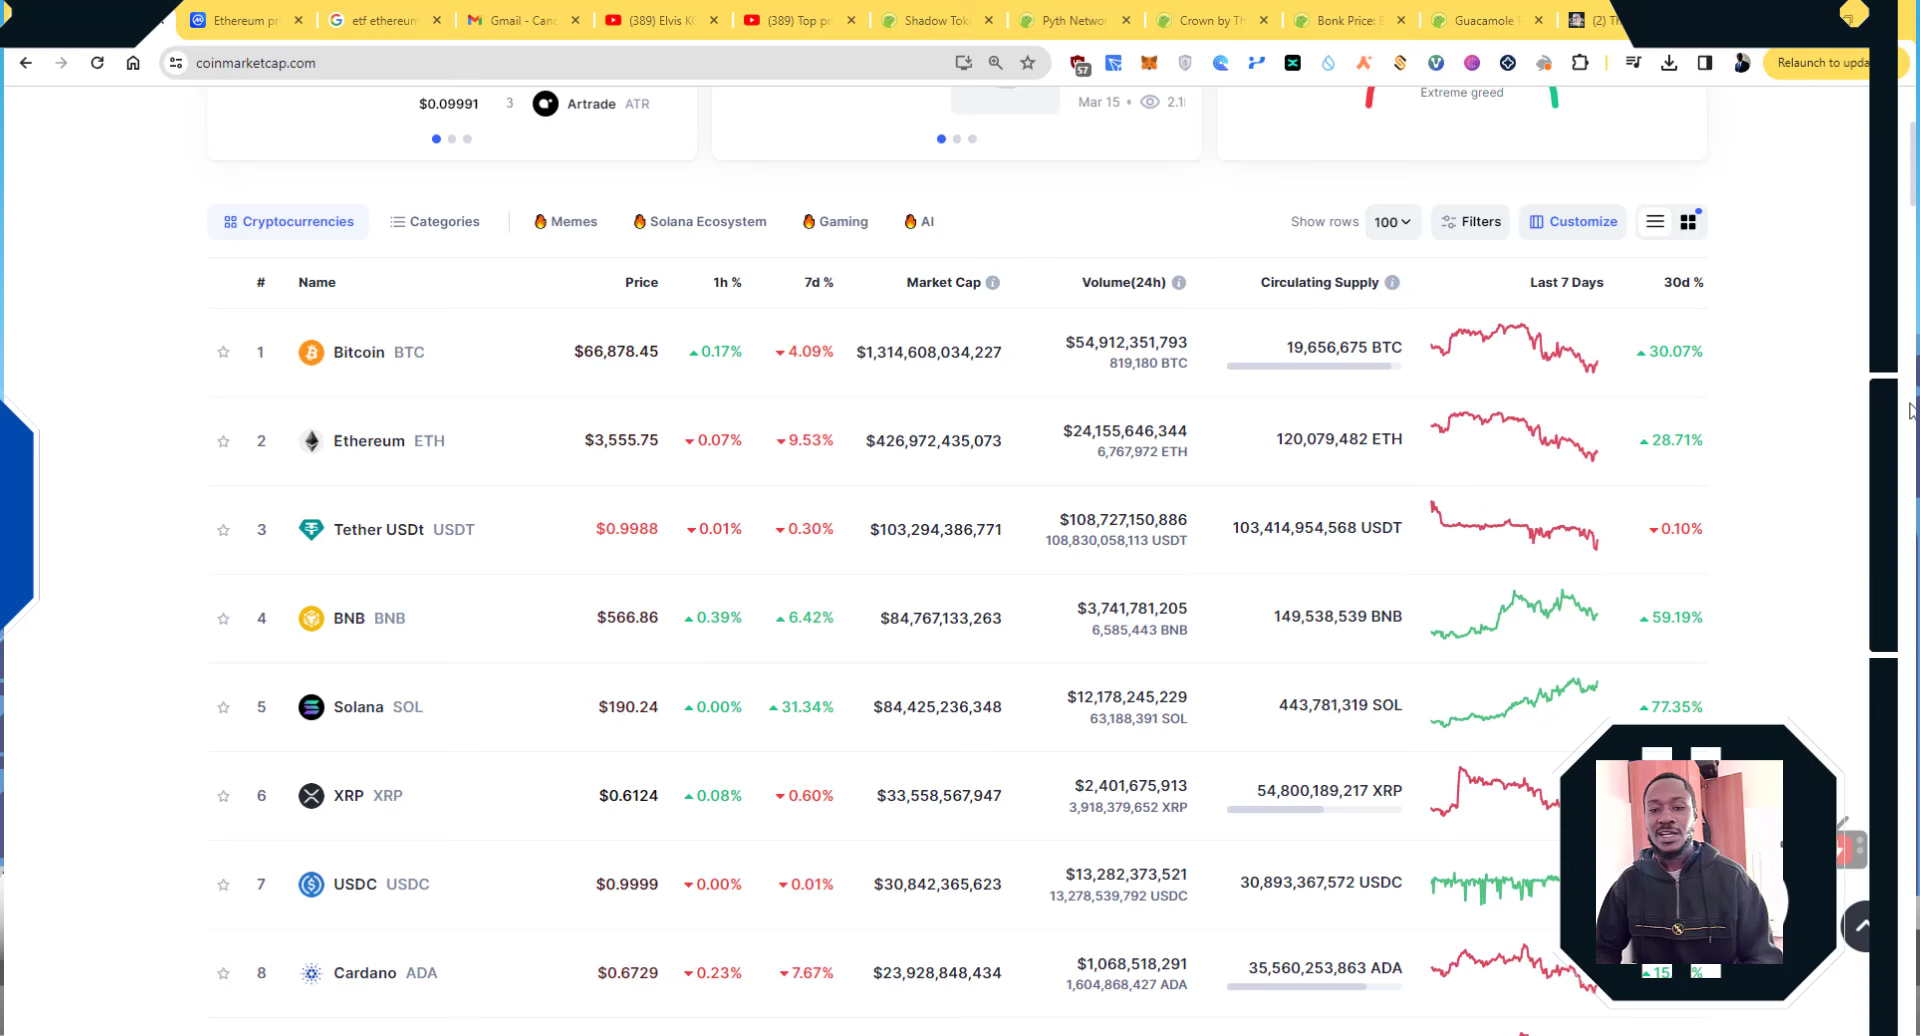 Ethereum pri
etf ethereum
Gmail - Canc
(389) Elvis KO
(389) Top pr
Shadow Tok
Pyth Networ
Crown by Th
Bonk Price: B
Guacamole P
(2) Th
coinmarketcap.com
57
Relaunch to upda
$0.09991 3 Artrade ATR
Mar 15 • 2.1
Extreme greed
Cryptocurrencies Categories Memes Solana Ecosystem Gaming AI Show rows 100 Filters Customize
# Name Price 1h % 7d % Market Cap Volume(24h) Circulating Supply Last 7 Days 30d %
1 Bitcoin BTC $66,878.45 0.17% 4.09% $1,314,608,034,227 $54,912,351,793 19,656,675 BTC 30.07%
819,180 BTC
2 Ethereum ETH $3,555.75 0.07% 9.53% $426,972,435,073 $24,155,646,344 120,079,482 ETH 28.71%
6,767,972 ETH
3 Tether USDt USDT $0.9988 0.01% 0.30% $103,294,386,771 $108,727,150,886 103,414,954,568 USDT 0.10%
108,830,058,113 USDT
4 BNB BNB $566.86 0.39% 6.42% $84,767,133,263 $3,741,781,205 149,538,539 BNB 59.19%
6,585,443 BNB
5 Solana SOL $190.24 0.00% 31.34% $84,425,236,348 $12,178,245,229 443,781,319 SOL 77.35%
63,188,391 SOL
6 XRP XRP $0.6124 0.08% 0.60% $33,558,567,947 $2,401,675,913 54,800,189,217 XRP
3,918,379,652 XRP
7 USDC USDC $0.9999 0.00% 0.01% $30,842,365,623 $13,282,373,521 30,893,367,572 USDC
13,278,539,792 USDC
8 Cardano ADA $0.6729 0.23% 7.67% $23,928,848,434 $1,068,518,291 35,560,253,863 ADA 15 %
1,604,868,427 ADA